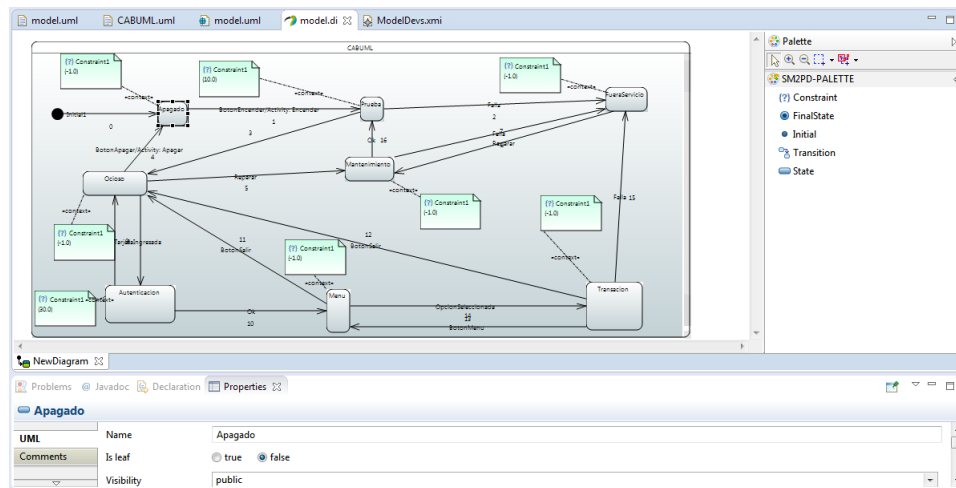 model.uml CABUML.uml model.uml model.di ModelDevs.xmi
CABUML
(?) Constraint1
(-1.0)
(?) Constraint1
(10.0)
(?) Constraint1
(-1.0)
«context»
«context»
«context»
Initial1
0
Apagado
BotonEncender/Activity: Encender
1
Prueba
Falla
2
FueraServicio
3
Ok 16
Falla
Reparar
BotonApagar/Activity: Apagar
4
Ocioso
Reparar
5
Mantenimiento
«context»
(?) Constraint1
(-1.0)
(?) Constraint1
(-1.0)
Falla 15
«context»
(?) Constraint1
(-1.0)
TarjetaIngresada
11
BotonSalir
12
BotonSalir
(?) Constraint1
(-1.0)
«context»
«context»
(?) Constraint1
(30.0)
«context»
Autenticacion
Ok
10
Menu
OpcionSeleccionada
BotonMenu
Transacion
NewDiagram
Palette
SM2PD-PALETTE
(?) Constraint
FinalState
Initial
Transition
State
Problems @ Javadoc Declaration Properties
Apagado
UML
Comments
Name Apagado
Is leaf true false
Visibility public